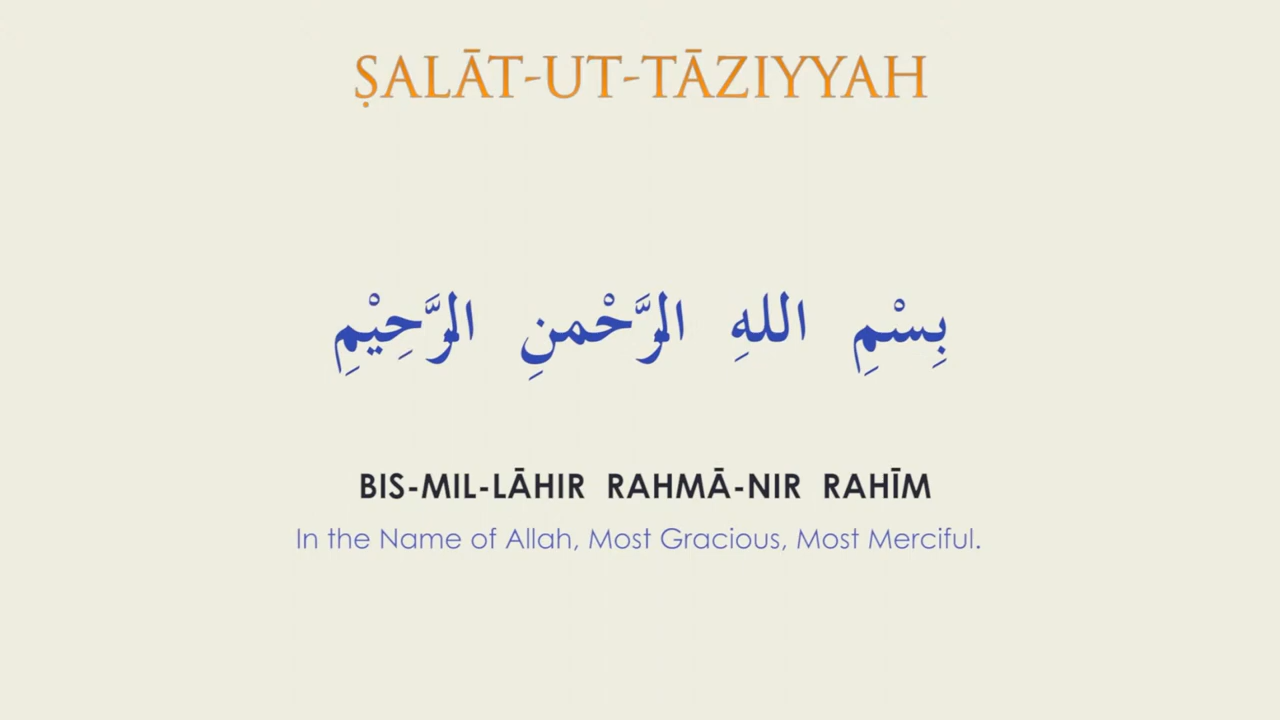 ṢALĀT-UT-TĀZIYYAH
بِسْمِ اللهِ الرَّحْمنِ الرَّحِيْمِ
BIS-MIL-LĀHIR RAHMĀ-NIR RAHĪM
In the Name of Allah, Most Gracious, Most Merciful.